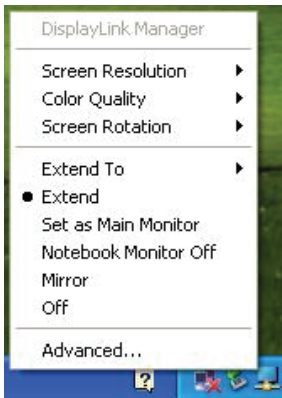 DisplayLink Manager
Screen Resolution
Color Quality
Screen Rotation
Extend To
Extend
Set as Main Monitor
Notebook Monitor Off
Mirror
Off
Advanced...
?